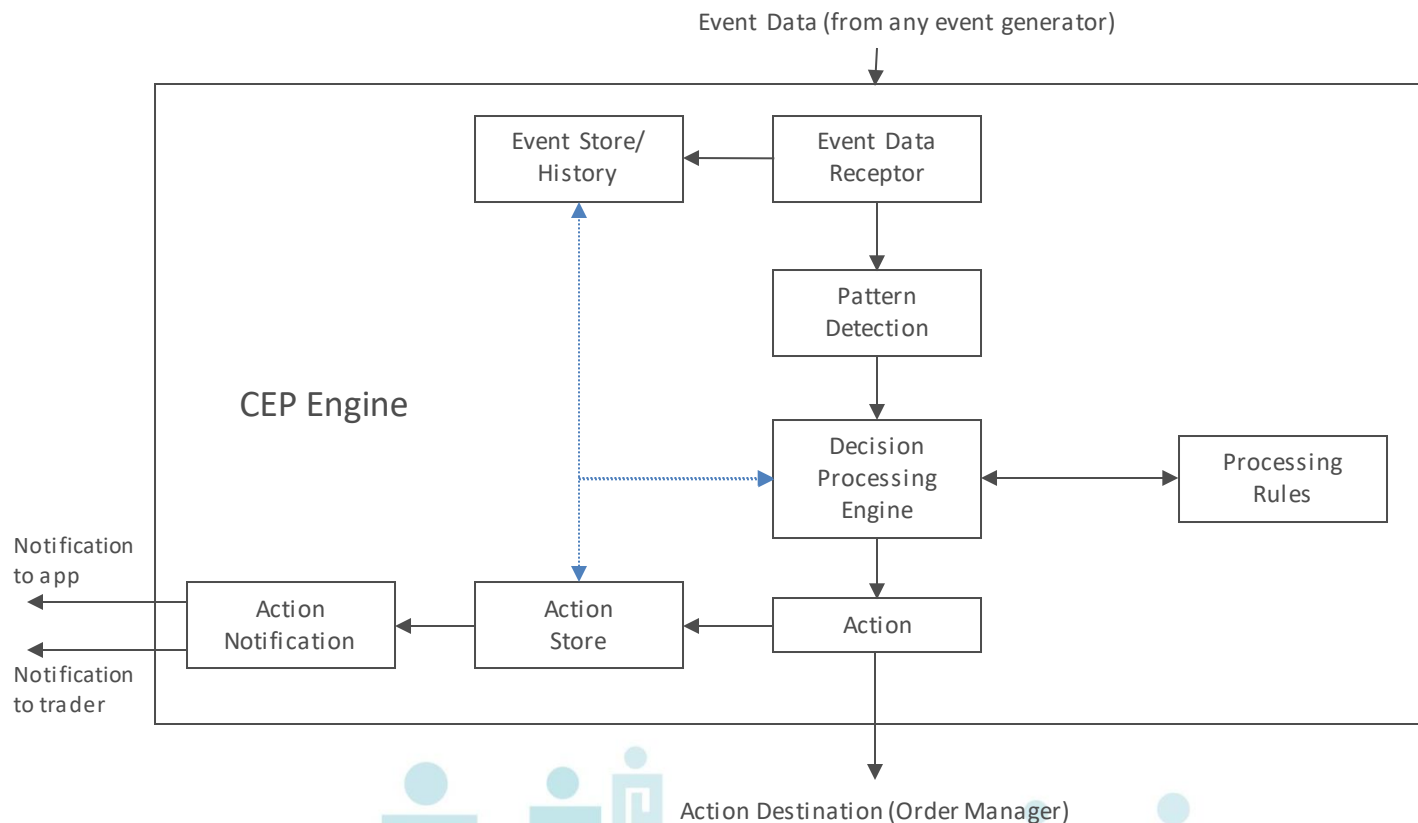 Event Data (from any event generator)
Event Store/
History
Event Data
Receptor
Pattern
Detection
CEP Engine
Decision
Processing
Engine
Processing
Rules
Notification
to app
Action
Notification
Action
Store
Action
Notification
to trader
Action Destination (Order Manager)